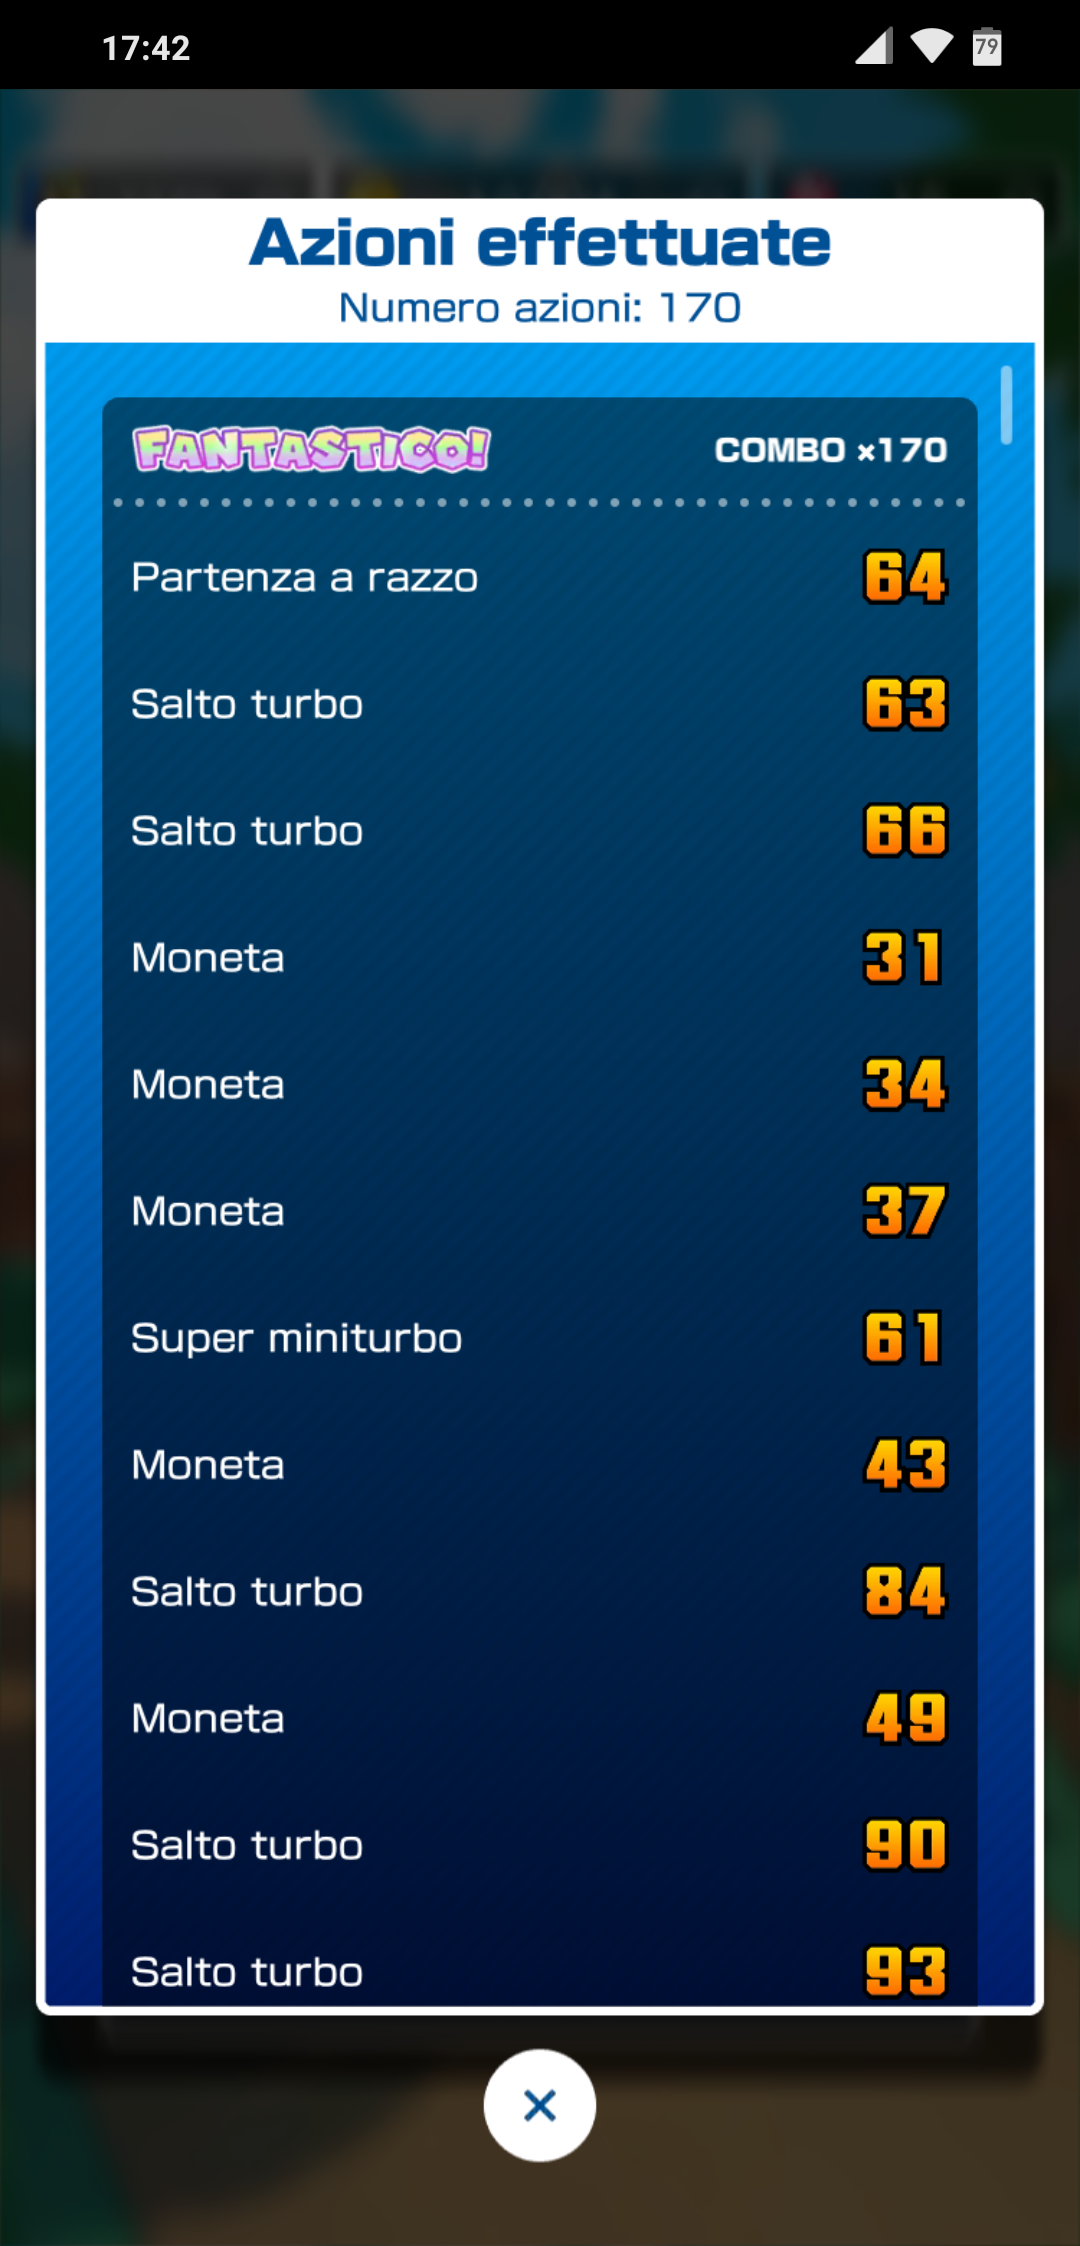 17:42
79
Azioni effettuate
Numero azioni: 170
FANTASTICO! COMBO ×170
Partenza a razzo 64
Salto turbo 63
Salto turbo 66
Moneta 31
Moneta 34
Moneta 37
Super miniturbo 61
Moneta 43
Salto turbo 84
Moneta 49
Salto turbo 90
Salto turbo 93